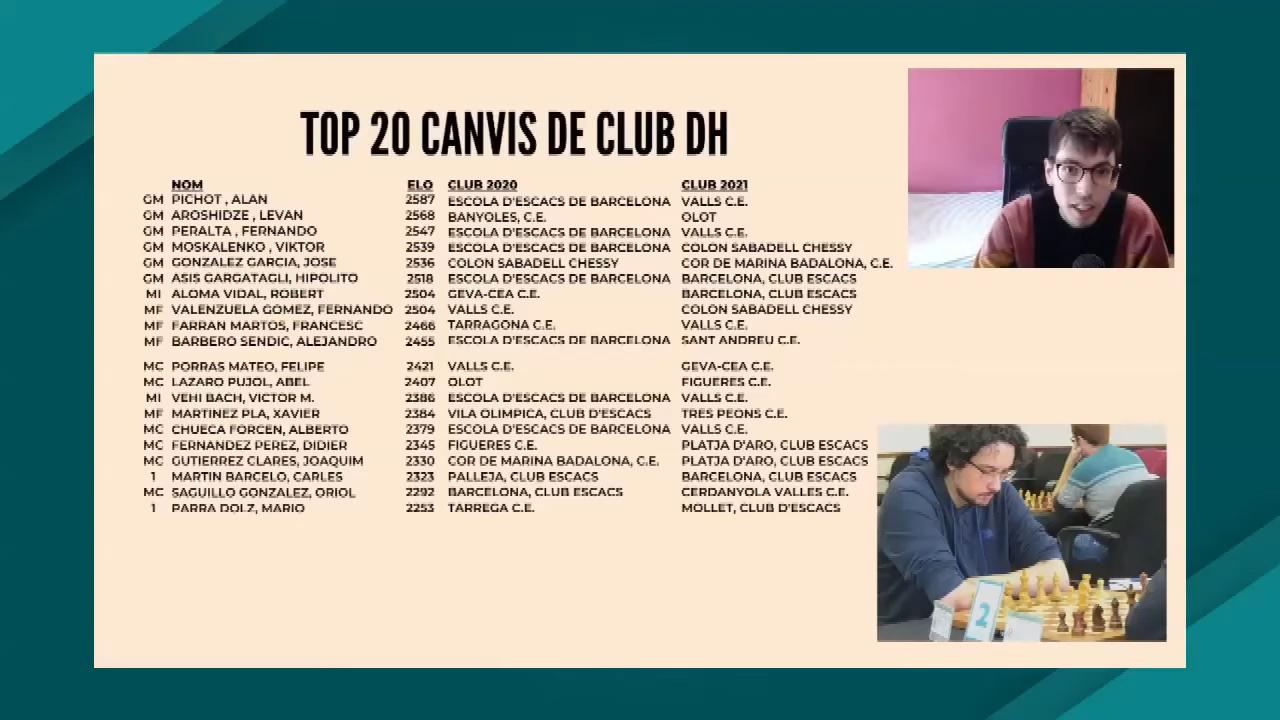 TOP 20 CANVIS DE CLUB DH
NOM ELO CLUB 2020 CLUB 2021
GM PICHOT , ALAN 2587 ESCOLA D'ESCACS DE BARCELONA VALLS C.E.
GM AROSHIDZE , LEVAN 2568 BANYOLES, C.E. OLOT
GM PERALTA , FERNANDO 2547 ESCOLA D'ESCACS DE BARCELONA VALLS C.E.
GM MOSKALENKO , VIKTOR 2539 ESCOLA D'ESCACS DE BARCELONA COLON SABADELL CHESSY
GM GONZALEZ GARCIA, JOSE 2536 COLON SABADELL CHESSY COR DE MARINA BADALONA, C.E.
GM ASIS GARGATAGLI, HIPOLITO 2518 ESCOLA D'ESCACS DE BARCELONA BARCELONA, CLUB ESCACS
MI ALOMA VIDAL, ROBERT 2504 GEVA-CEA C.E. BARCELONA, CLUB ESCACS
MF VALENZUELA GOMEZ, FERNANDO 2504 VALLS C.E. COLON SABADELL CHESSY
MF FARRAN MARTOS, FRANCESC 2466 TARRAGONA C.E. VALLS C.E.
MF BARBERO SENDIC, ALEJANDRO 2455 ESCOLA D'ESCACS DE BARCELONA SANT ANDREU C.E.
MC PORRAS MATEO, FELIPE 2421 VALLS C.E. GEVA-CEA C.E.
MC LAZARO PUJOL, ABEL 2407 OLOT FIGUERES C.E.
MI VEHI BACH, VICTOR M. 2386 ESCOLA D'ESCACS DE BARCELONA VALLS C.E.
MF MARTINEZ PLA, XAVIER 2384 VILA OLIMPICA, CLUB D'ESCACS TRES PEONS C.E.
MC CHUECA FORCEN, ALBERTO 2379 ESCOLA D'ESCACS DE BARCELONA VALLS C.E.
MC FERNANDEZ PEREZ, DIDIER 2345 FIGUERES C.E. PLATJA D'ARO, CLUB ESCACS
MC GUTIERREZ CLARES, JOAQUIM 2330 COR DE MARINA BADALONA, C.E. PLATJA D'ARO, CLUB ESCACS
1 MARTIN BARCELO, CARLES 2323 PALLEJA, CLUB ESCACS BARCELONA, CLUB ESCACS
MC SAGUILLO GONZALEZ, ORIOL 2292 BARCELONA, CLUB ESCACS CERDANYOLA VALLES C.E.
1 PARRA DOLZ, MARIO 2253 TARREGA C.E. MOLLET, CLUB D'ESCACS
2